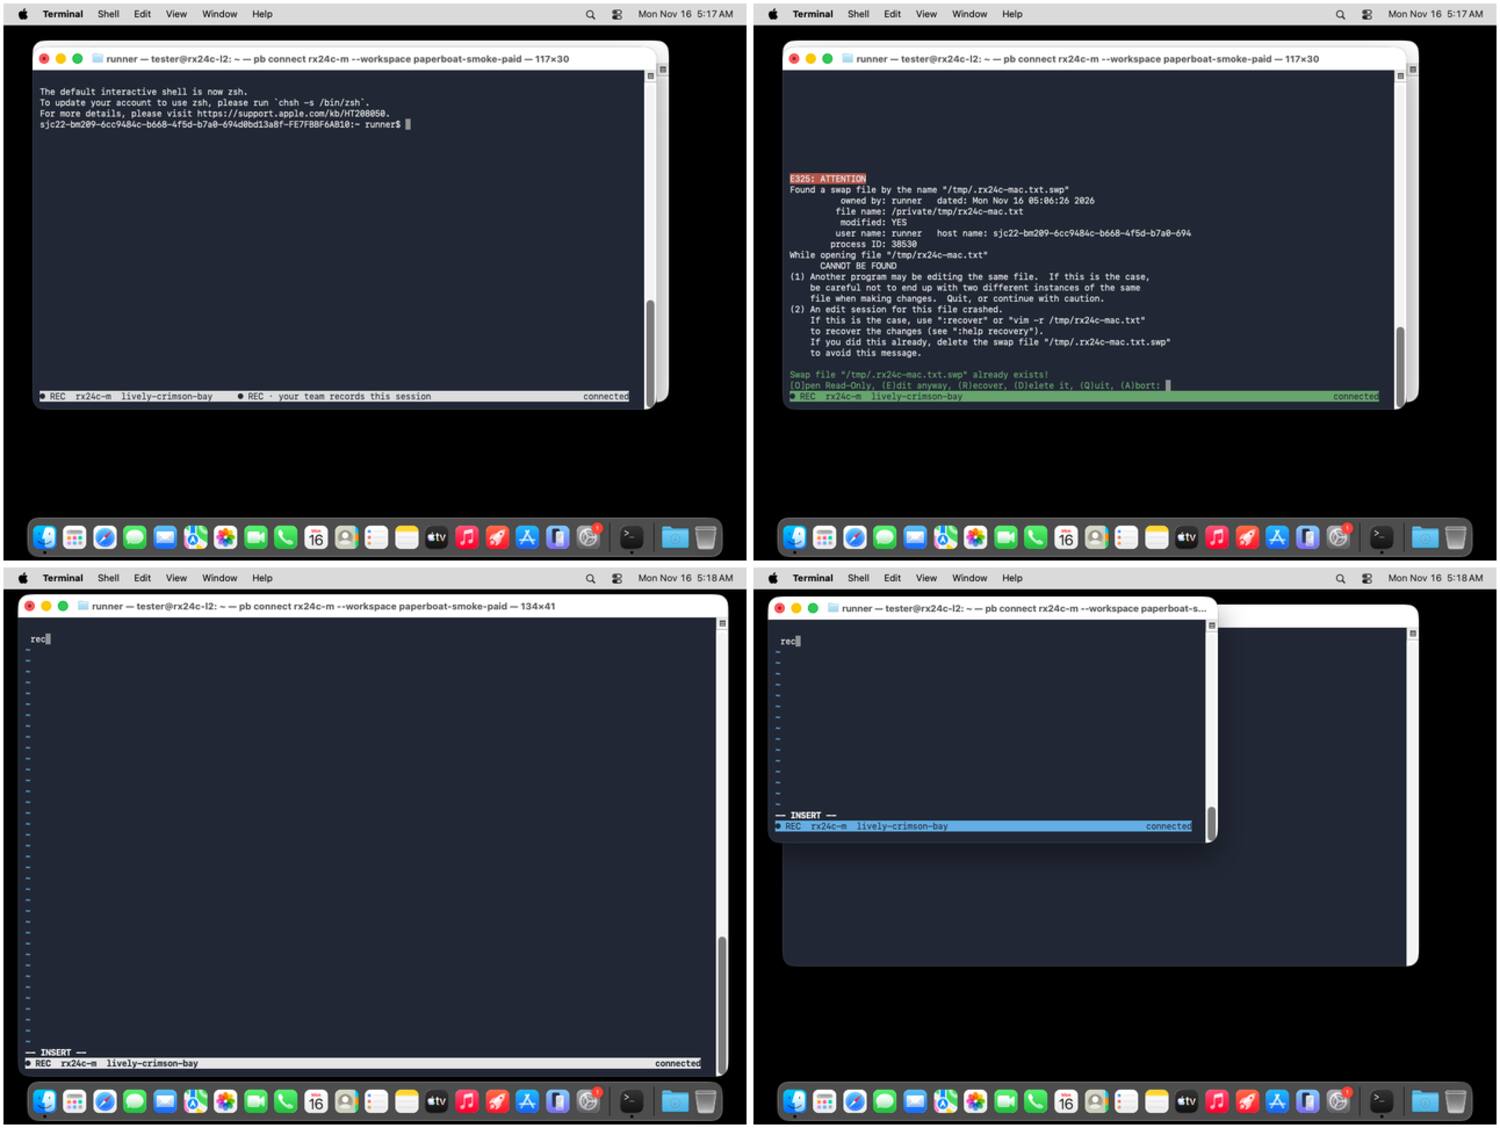 Terminal Shell Edit View Window Help Mon Nov 16 5:17 AM
runner — tester@rx24c-l2: ~ — pb connect rx24c-m --workspace paperboat-smoke-paid — 117×30
The default interactive shell is now zsh.
To update your account to use zsh, please run `chsh -s /bin/zsh`.
For more details, please visit https://support.apple.com/kb/HT208050.
sjc22-bm209-6cc9484c-b668-4f5d-b7a0-694d0bd13a8f-FE7FBBF6AB10:~ runner$
● REC rx24c-m lively-crimson-bay ● REC · your team records this session connected
MON
16
tv
1
>_
Terminal Shell Edit View Window Help Mon Nov 16 5:17 AM
runner — tester@rx24c-l2: ~ — pb connect rx24c-m --workspace paperboat-smoke-paid — 117×30
E325: ATTENTION
Found a swap file by the name "/tmp/.rx24c-mac.txt.swp"
owned by: runner dated: Mon Nov 16 05:06:26 2026
file name: /private/tmp/rx24c-mac.txt
modified: YES
user name: runner host name: sjc22-bm209-6cc9484c-b668-4f5d-b7a0-694
process ID: 38530
While opening file "/tmp/rx24c-mac.txt"
CANNOT BE FOUND
(1) Another program may be editing the same file. If this is the case,
be careful not to end up with two different instances of the same
file when making changes. Quit, or continue with caution.
(2) An edit session for this file crashed.
If this is the case, use ":recover" or "vim -r /tmp/rx24c-mac.txt"
to recover the changes (see ":help recovery").
If you did this already, delete the swap file "/tmp/.rx24c-mac.txt.swp"
to avoid this message.
Swap file "/tmp/.rx24c-mac.txt.swp" already exists!
[O]pen Read-Only, (E)dit anyway, (R)ecover, (D)elete it, (Q)uit, (A)bort:
● REC rx24c-m lively-crimson-bay connected
MON
16
tv
1
>_
Terminal Shell Edit View Window Help Mon Nov 16 5:18 AM
runner — tester@rx24c-l2: ~ — pb connect rx24c-m --workspace paperboat-smoke-paid — 134×41
rec
-- INSERT --
● REC rx24c-m lively-crimson-bay connected
MON
16
tv
1
>_
Terminal Shell Edit View Window Help Mon Nov 16 5:18 AM
runner — tester@rx24c-l2: ~ — pb connect rx24c-m --workspace paperboat-s...
rec
-- INSERT --
● REC rx24c-m lively-crimson-bay connected
MON
16
tv
1
>_